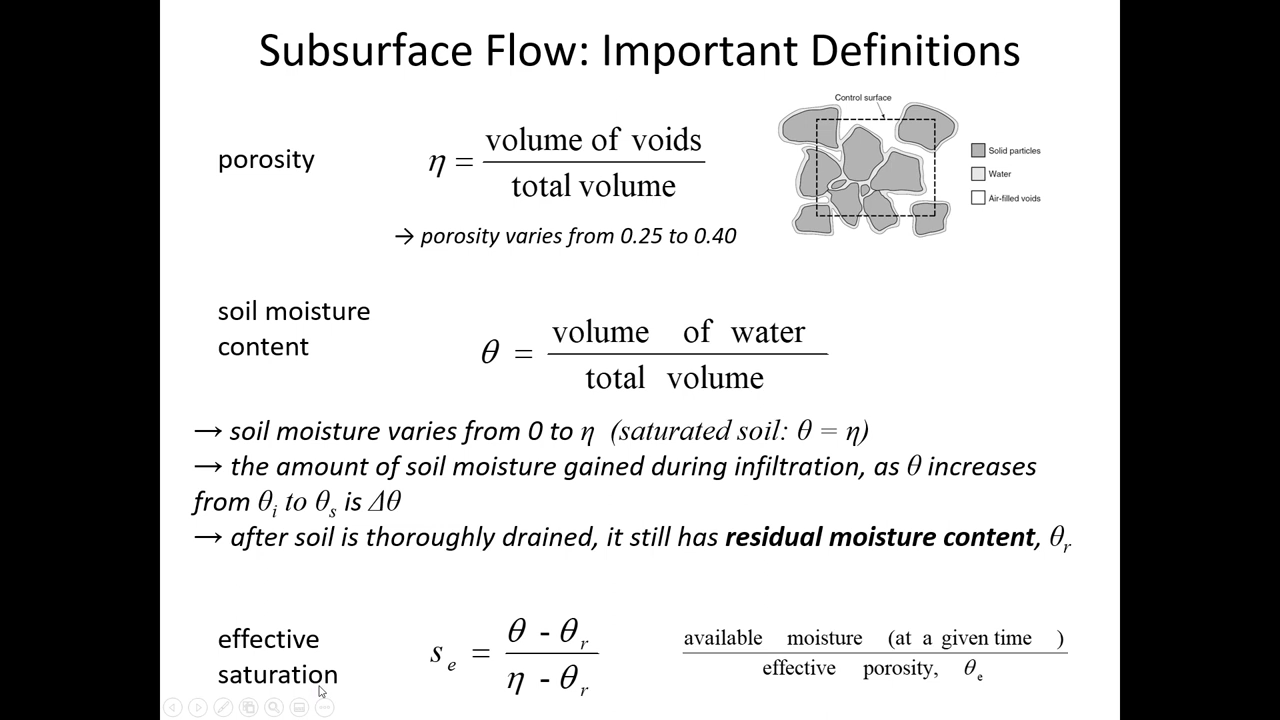 Subsurface Flow: Important Definitions
Control surface
porosity
η = volume of voids / total volume
Solid particles
Water
Air-filled voids
→ porosity varies from 0.25 to 0.40
soil moisture
content
θ = volume of water / total volume
→ soil moisture varies from 0 to η (saturated soil: θ = η)
→ the amount of soil moisture gained during infiltration, as θ increases
from θi to θs is Δθ
→ after soil is thoroughly drained, it still has residual moisture content, θr
effective
saturation
se = θ - θr / η - θr
available moisture (at a given time )
effective porosity, θe